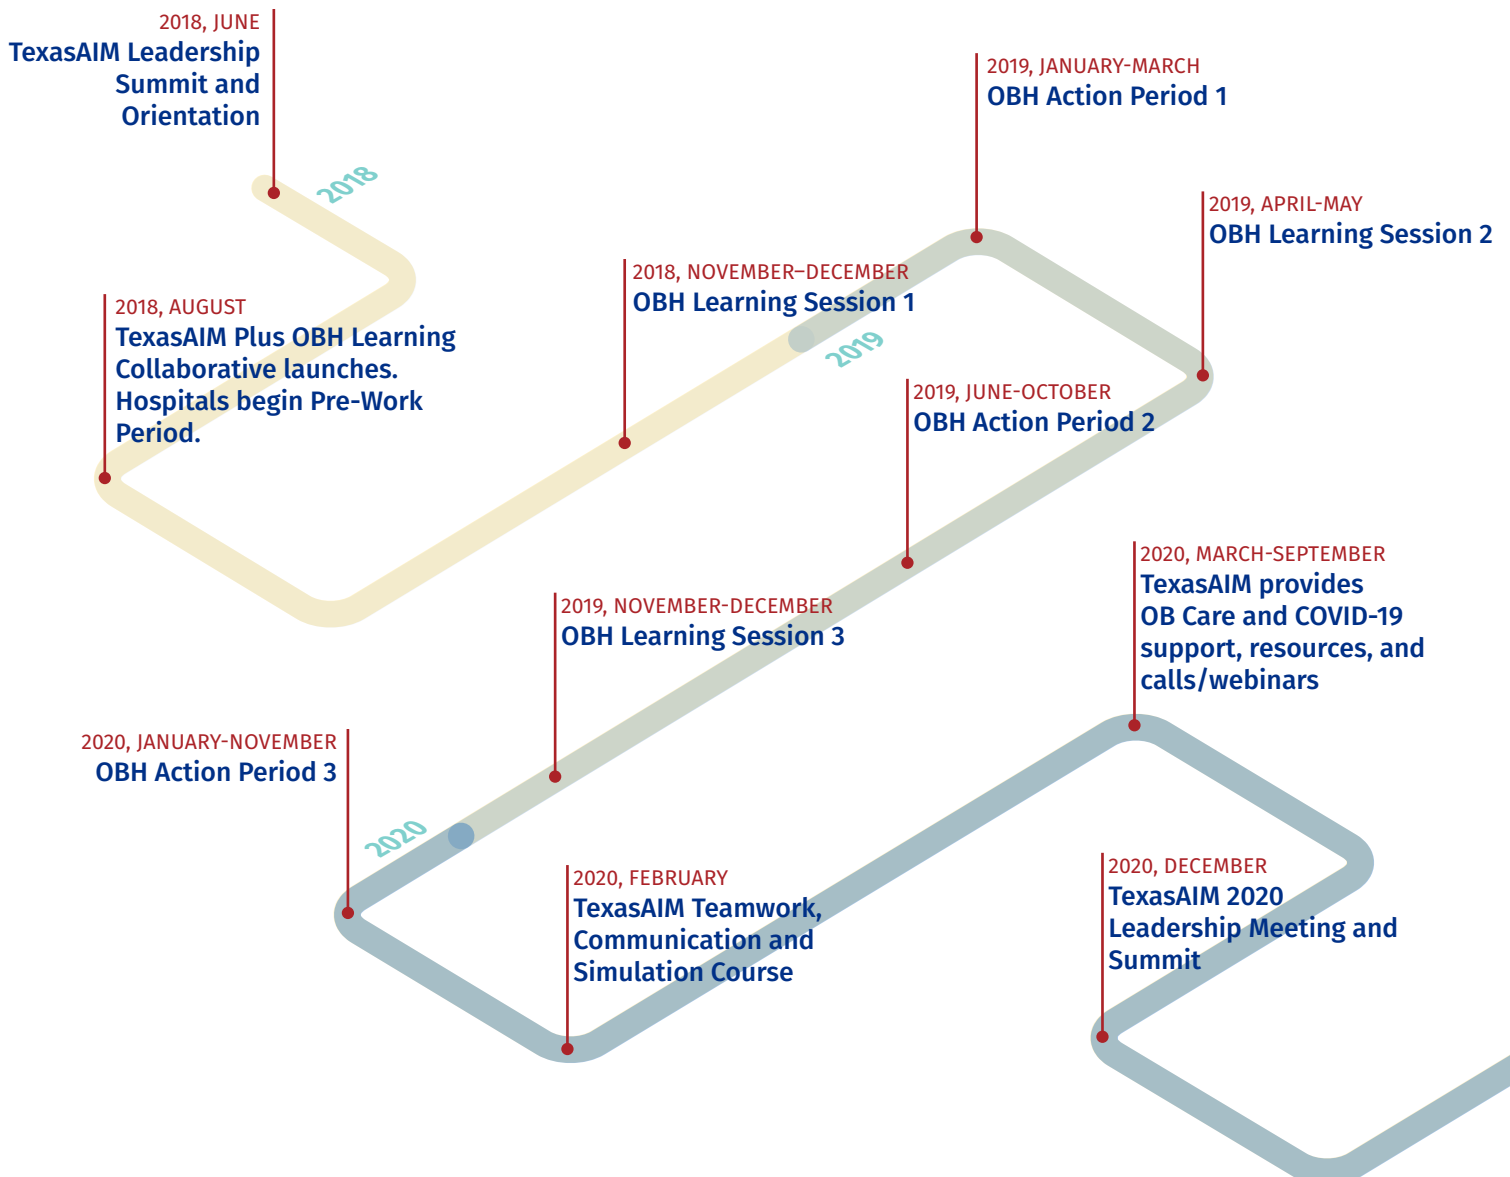 2018, JUNE
TexasAIM Leadership
Summit and
Orientation
2018
2018, AUGUST
TexasAIM Plus OBH Learning
Collaborative launches.
Hospitals begin Pre-Work
Period.
2018, NOVEMBER–DECEMBER
OBH Learning Session 1
2019
2019, JANUARY-MARCH
OBH Action Period 1
2019, APRIL-MAY
OBH Learning Session 2
2019, JUNE-OCTOBER
OBH Action Period 2
2019, NOVEMBER-DECEMBER
OBH Learning Session 3
2020
2020, JANUARY-NOVEMBER
OBH Action Period 3
2020, FEBRUARY
TexasAIM Teamwork,
Communication and
Simulation Course
2020, MARCH-SEPTEMBER
TexasAIM provides
OB Care and COVID-19
support, resources, and
calls/webinars
2020, DECEMBER
TexasAIM 2020
Leadership Meeting and
Summit